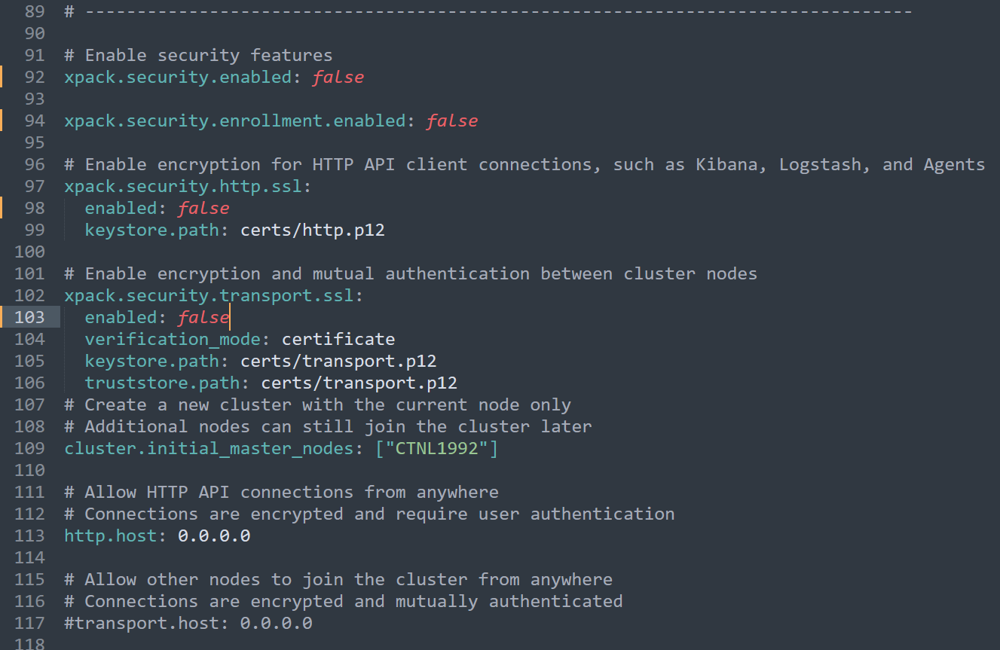 89 # --------------------------------------------------------------------------------
90
91 # Enable security features
92 xpack.security.enabled: false
93
94 xpack.security.enrollment.enabled: false
95
96 # Enable encryption for HTTP API client connections, such as Kibana, Logstash, and Agents
97 xpack.security.http.ssl:
98   enabled: false
99   keystore.path: certs/http.p12
100
101 # Enable encryption and mutual authentication between cluster nodes
102 xpack.security.transport.ssl:
103   enabled: false
104   verification_mode: certificate
105   keystore.path: certs/transport.p12
106   truststore.path: certs/transport.p12
107 # Create a new cluster with the current node only
108 # Additional nodes can still join the cluster later
109 cluster.initial_master_nodes: ["CTNL1992"]
110
111 # Allow HTTP API connections from anywhere
112 # Connections are encrypted and require user authentication
113 http.host: 0.0.0.0
114
115 # Allow other nodes to join the cluster from anywhere
116 # Connections are encrypted and mutually authenticated
117 #transport.host: 0.0.0.0
118